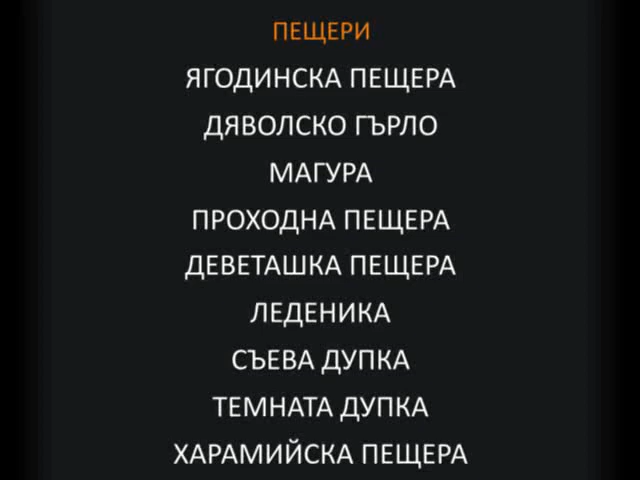 ПЕЩЕРИ
ЯГОДИНСКА ПЕЩЕРА
ДЯВОЛСКО ГЪРЛО
МАГУРА
ПРОХОДНА ПЕЩЕРА
ДЕВЕТАШКА ПЕЩЕРА
ЛЕДЕНИКА
СЪЕВА ДУПКА
ТЕМНАТА ДУПКА
ХАРАМИЙСКА ПЕЩЕРА